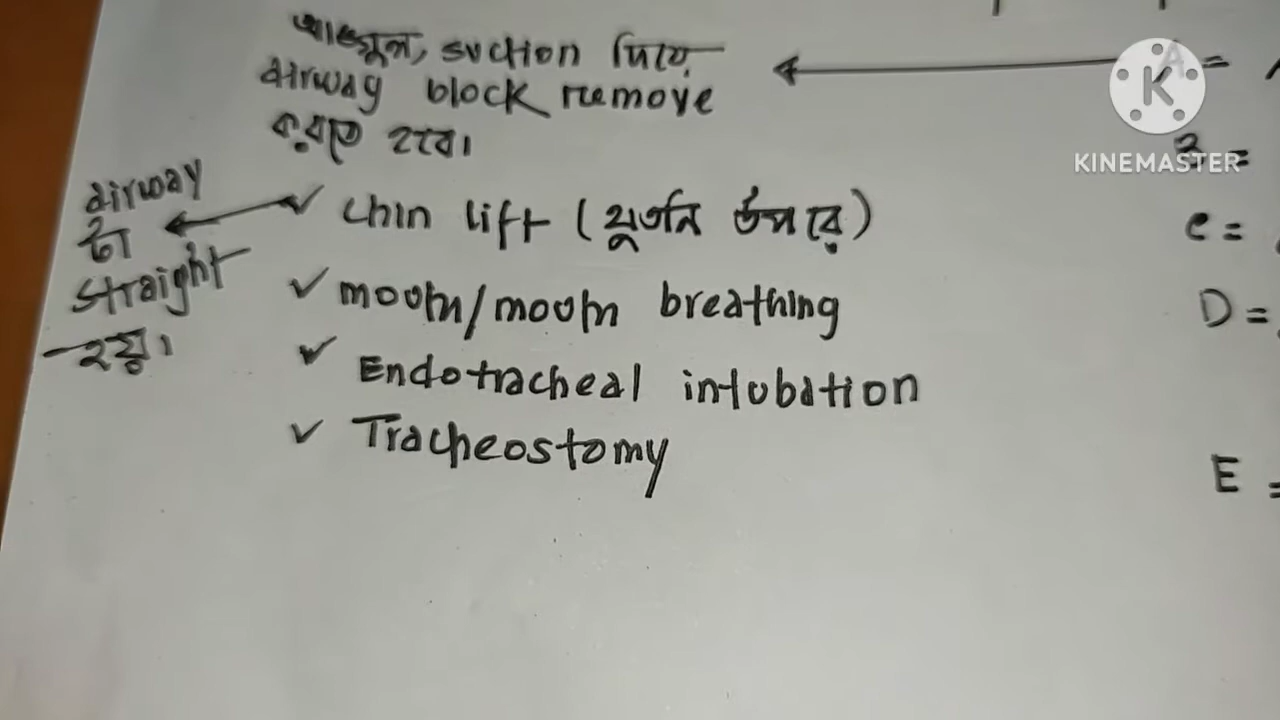 আঙ্গুল, suction দিয়ে
airway block remove
করতে হবে।
airway
টা
straight
হয়।
✓ chin lift (থুতনি উপরে)
✓ mouth/mouth breathing
✓ Endotracheal intubation
✓ Tracheostomy
A =
B =
C =
D =
E =
KINEMASTER